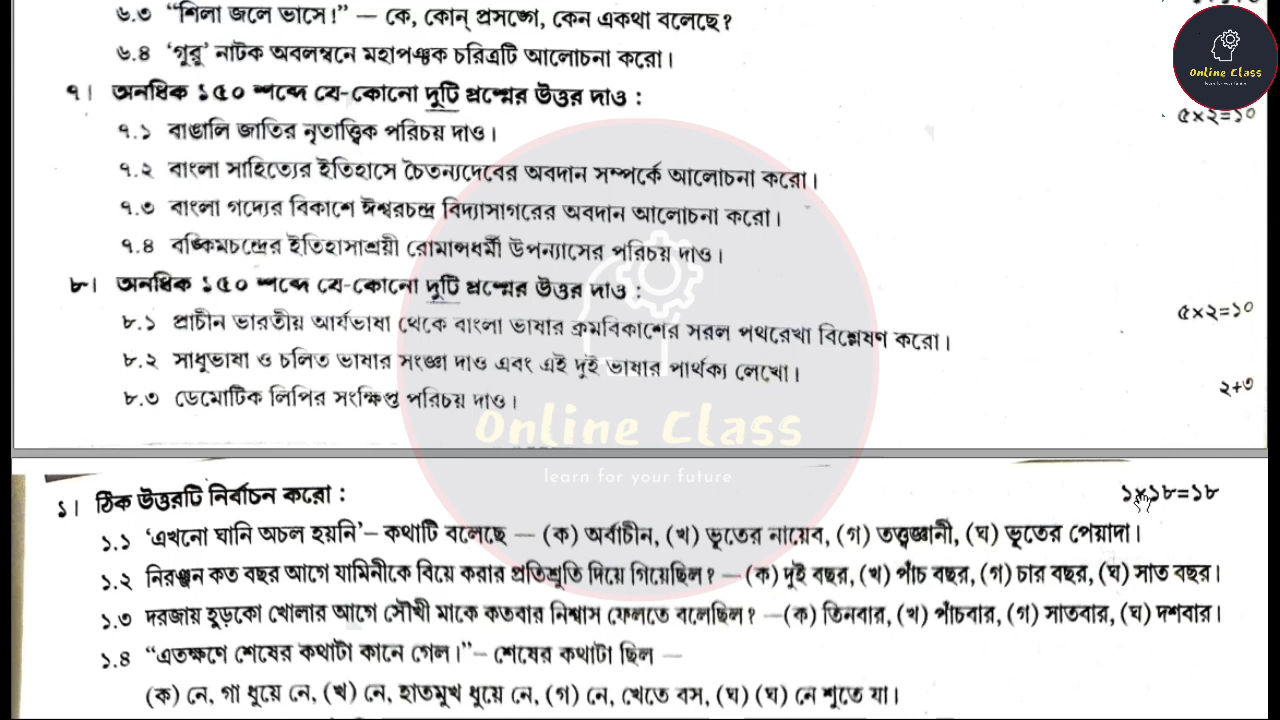 ৬.৩ “শিলা জলে ভাসে!” — কে, কোন্ প্রসঙ্গে, কেন একথা বলেছে?
৬.৪ ‘গুরু’ নাটক অবলম্বনে মহাপঞ্চক চরিত্রটি আলোচনা করো।
Online Class
৭। অনধিক ১৫০ শব্দে যে-কোনো দুটি প্রশ্নের উত্তর দাও :
৫×২=১০
৭.১ বাঙালি জাতির নৃতাত্ত্বিক পরিচয় দাও।
৭.২ বাংলা সাহিত্যের ইতিহাসে চৈতন্যদেবের অবদান সম্পর্কে আলোচনা করো।
৭.৩ বাংলা গদ্যের বিকাশে ঈশ্বরচন্দ্র বিদ্যাসাগরের অবদান আলোচনা করো।
৭.৪ বঙ্কিমচন্দ্রের ইতিহাসাশ্রয়ী রোমান্সধর্মী উপন্যাসের পরিচয় দাও।
৮। অনধিক ১৫০ শব্দে যে-কোনো দুটি প্রশ্নের উত্তর দাও :
৫×২=১০
৮.১ প্রাচীন ভারতীয় আর্যভাষা থেকে বাংলা ভাষার ক্রমবিকাশের সরল পথরেখা বিশ্লেষণ করো।
৮.২ সাধুভাষা ও চলিত ভাষার সংজ্ঞা দাও এবং এই দুই ভাষার পার্থক্য লেখো।
২+৩
৮.৩ ডেমোটিক লিপির সংক্ষিপ্ত পরিচয় দাও।
Online Class
learn for your future
১। ঠিক উত্তরটি নির্বাচন করো : ১×১৮=১৮
১.১ ‘এখনো ঘানি অচল হয়নি’ – কথাটি বলেছে — (ক) অর্বাচীন, (খ) ভূতের নায়েব, (গ) তত্ত্বজ্ঞানী, (ঘ) ভূতের পেয়াদা।
১.২ নিরঞ্জন কত বছর আগে যামিনীকে বিয়ে করার প্রতিশ্রুতি দিয়ে গিয়েছিল? —(ক) দুই বছর, (খ) পাঁচ বছর, (গ) চার বছর, (ঘ) সাত বছর।
১.৩ দরজায় হুড়কো খোলার আগে সৌখী মাকে কতবার নিশ্বাস ফেলতে বলেছিল? —(ক) তিনবার, (খ) পাঁচবার, (গ) সাতবার, (ঘ) দশবার।
১.৪ “এতক্ষণে শেষের কথাটা কানে গেল।” – শেষের কথাটা ছিল —
(ক) নে, গা ধুয়ে নে, (খ) নে, হাতমুখ ধুয়ে নে, (গ) নে, খেতে বস, (ঘ) (ঘ) নে শুতে যা।